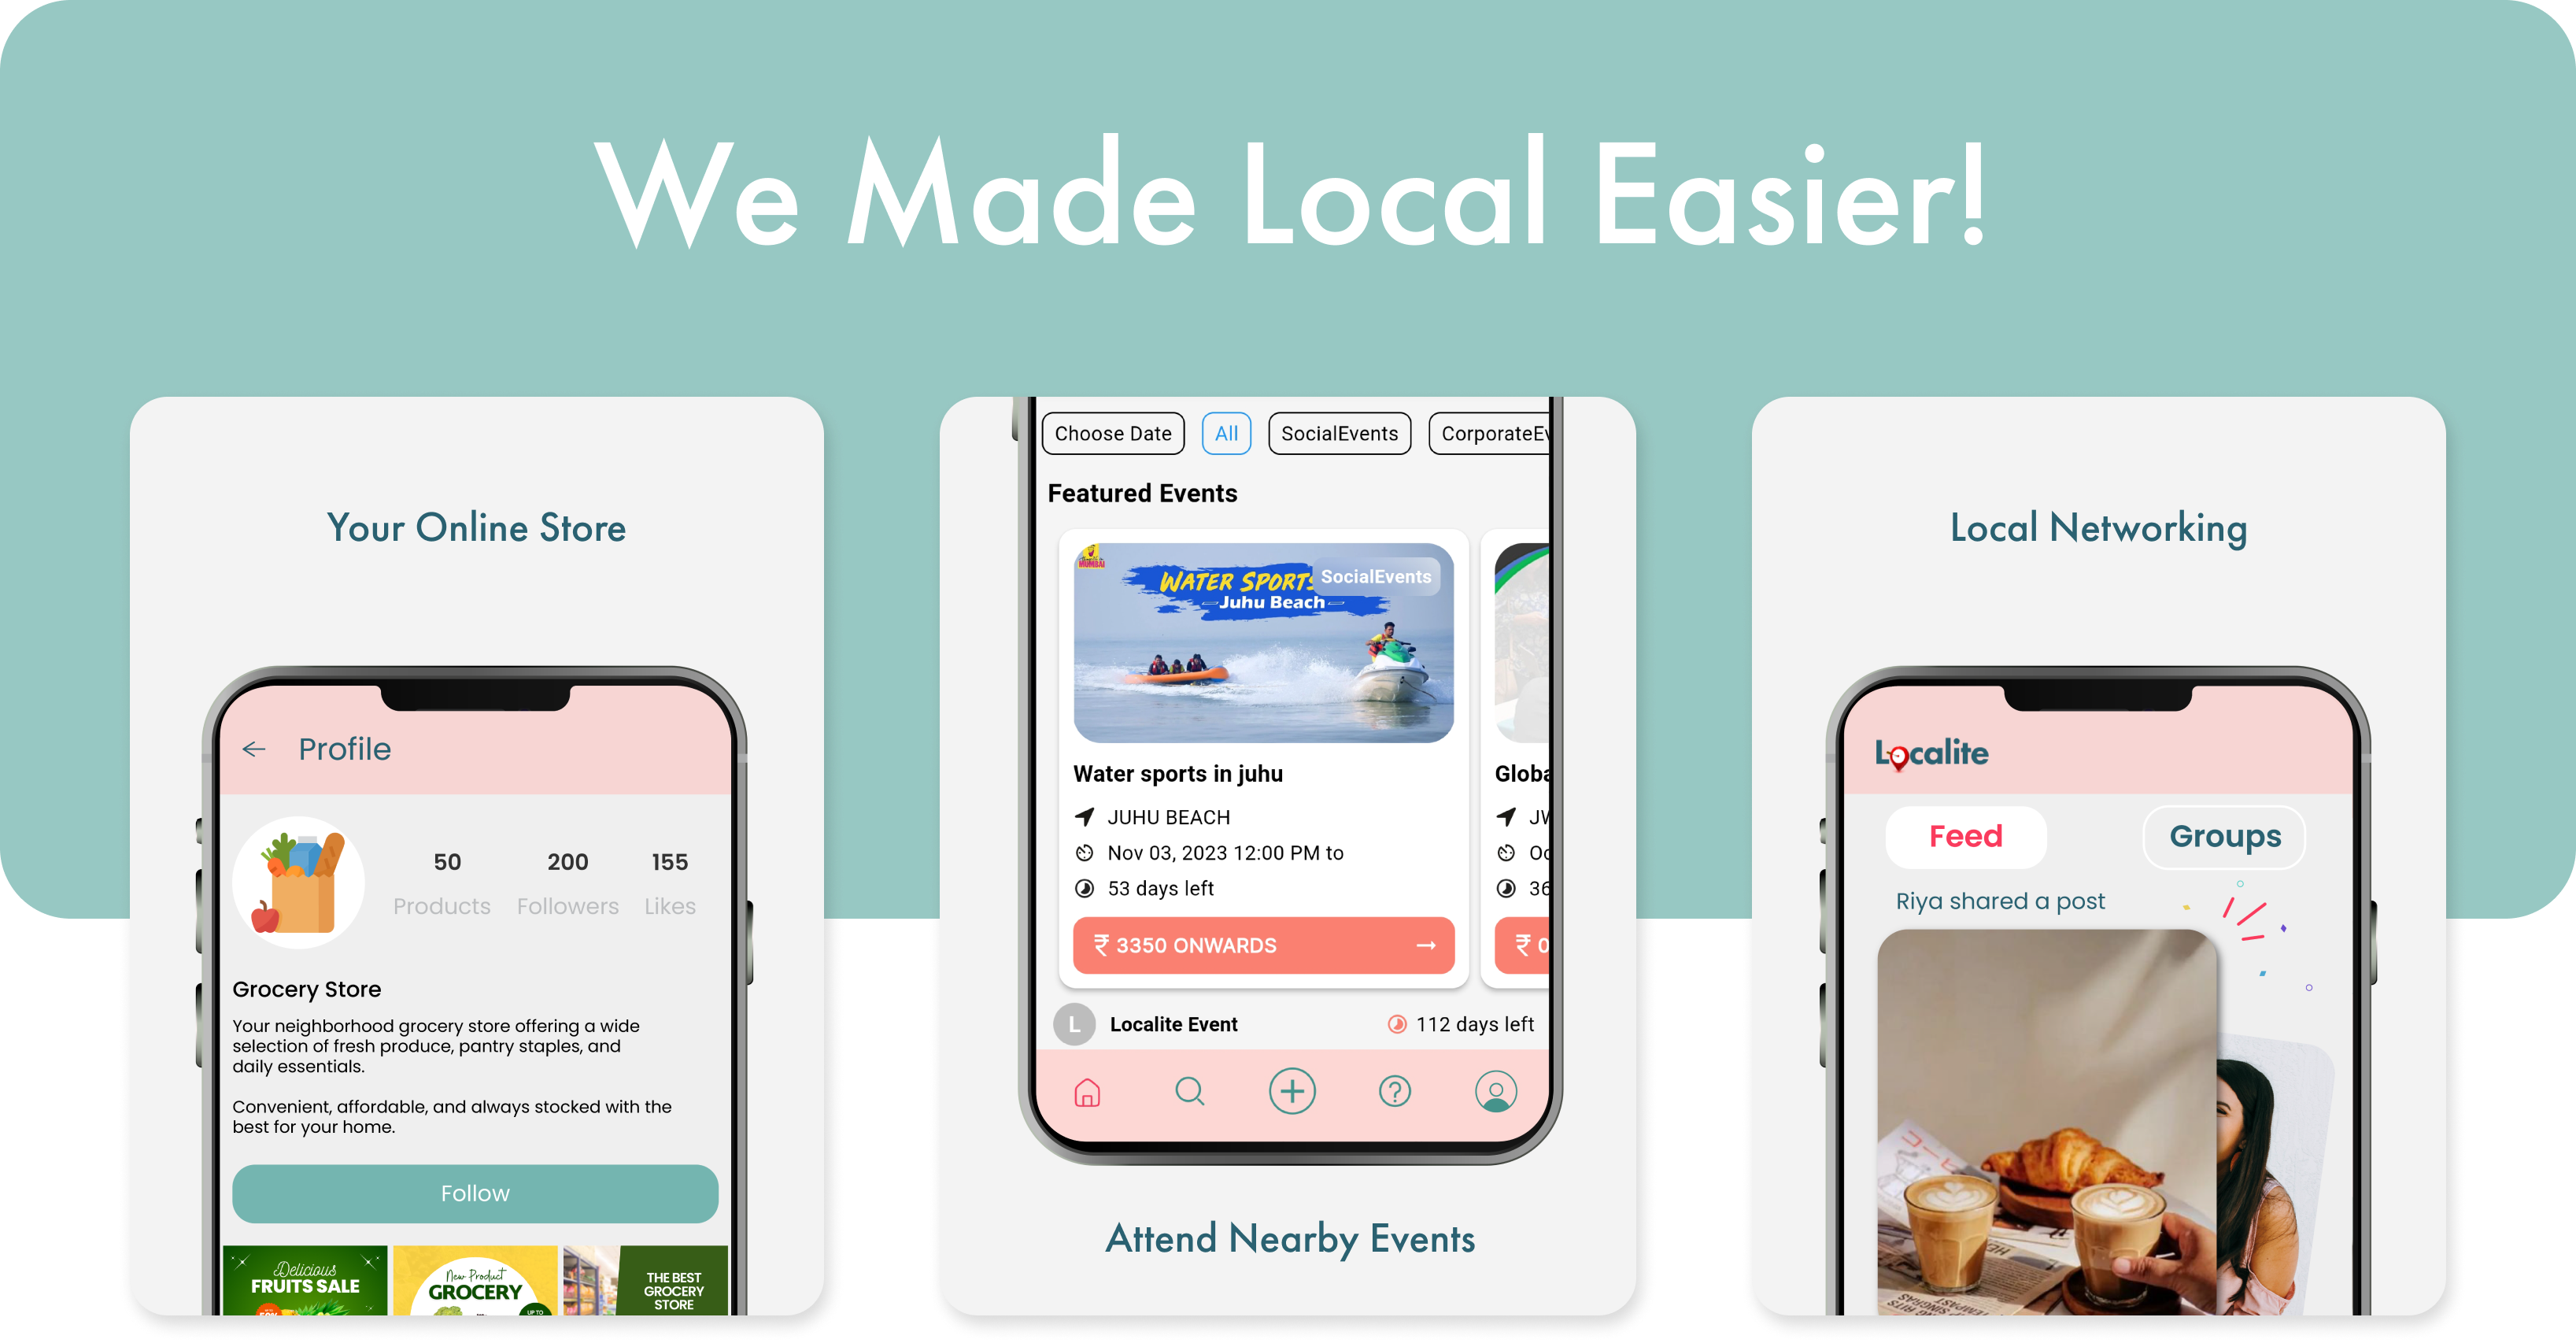 We Made Local Easier!
Your Online Store
Profile
50
200
155
Products
Followers
Likes
Grocery Store
Your neighborhood grocery store offering a wide
selection of fresh produce, pantry staples, and
daily essentials.
Convenient, affordable, and always stocked with the
best for your home.
Follow
Delicious
FRUITS SALE
New Product
GROCERY
UP TO
THE BEST
GROCERY
STORE
Choose Date
All
SocialEvents
CorporateEv
Featured Events
MUMBAI
WATER SPORTS
SocialEvents
Juhu Beach
Water sports in juhu
JUHU BEACH
Nov 03, 2023 12:00 PM to
53 days left
₹ 3350 ONWARDS
Globa
JW
Oc
36
₹ 0
L
Localite Event
112 days left
Attend Nearby Events
Local Networking
Localite
Feed
Groups
Riya shared a post